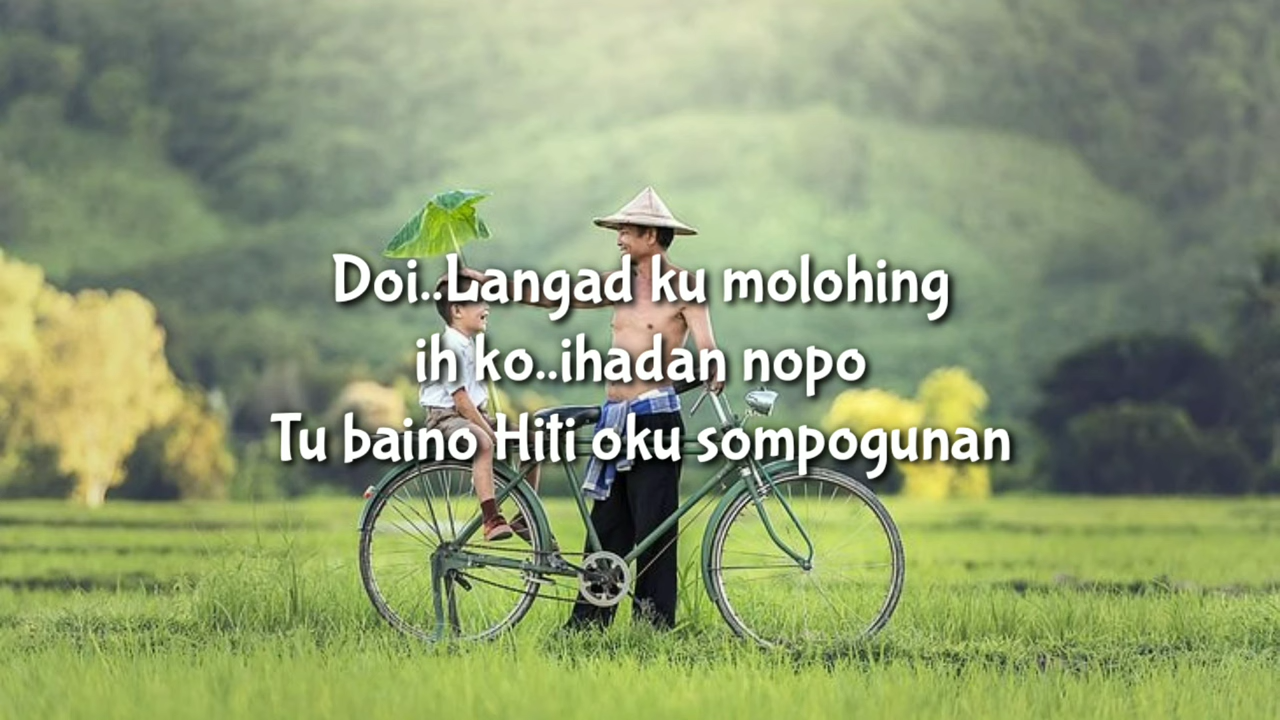 Doi..Langad ku molohing
ih ko..ihadan nopo
Tu baino Hiti oku sompogunan